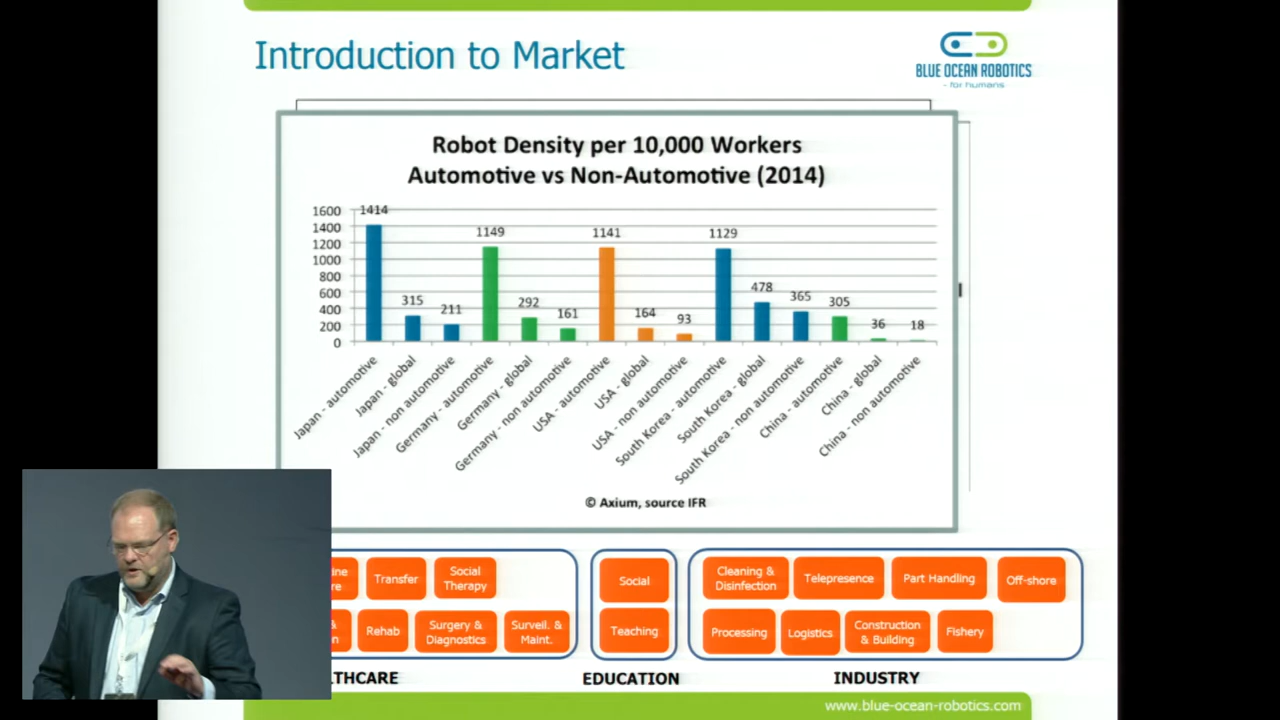 Introduction to Market
BLUE OCEAN ROBOTICS
- for humans
Robot Density per 10,000 Workers
Automotive vs Non-Automotive (2014)
1600
1400
1200
1000
800
600
400
200
0
1414
315
211
1149
292
161
1141
164
93
1129
478
365
305
36
18
Japan - automotive
Japan - global
Japan - non automotive
Germany - automotive
Germany - global
Germany - non automotive
USA - automotive
USA - global
USA - non automotive
South Korea - automotive
South Korea - global
South Korea - non automotive
China - automotive
China - global
China - non automotive
© Axium, source IFR
Transfer
Social
Therapy
Rehab
Surgery &
Diagnostics
Surveil. &
Maint.
Social
Teaching
Cleaning &
Disinfection
Telepresence
Part Handling
Off-shore
Processing
Logistics
Construction
& Building
Fishery
EDUCATION
INDUSTRY
www.blue-ocean-robotics.com